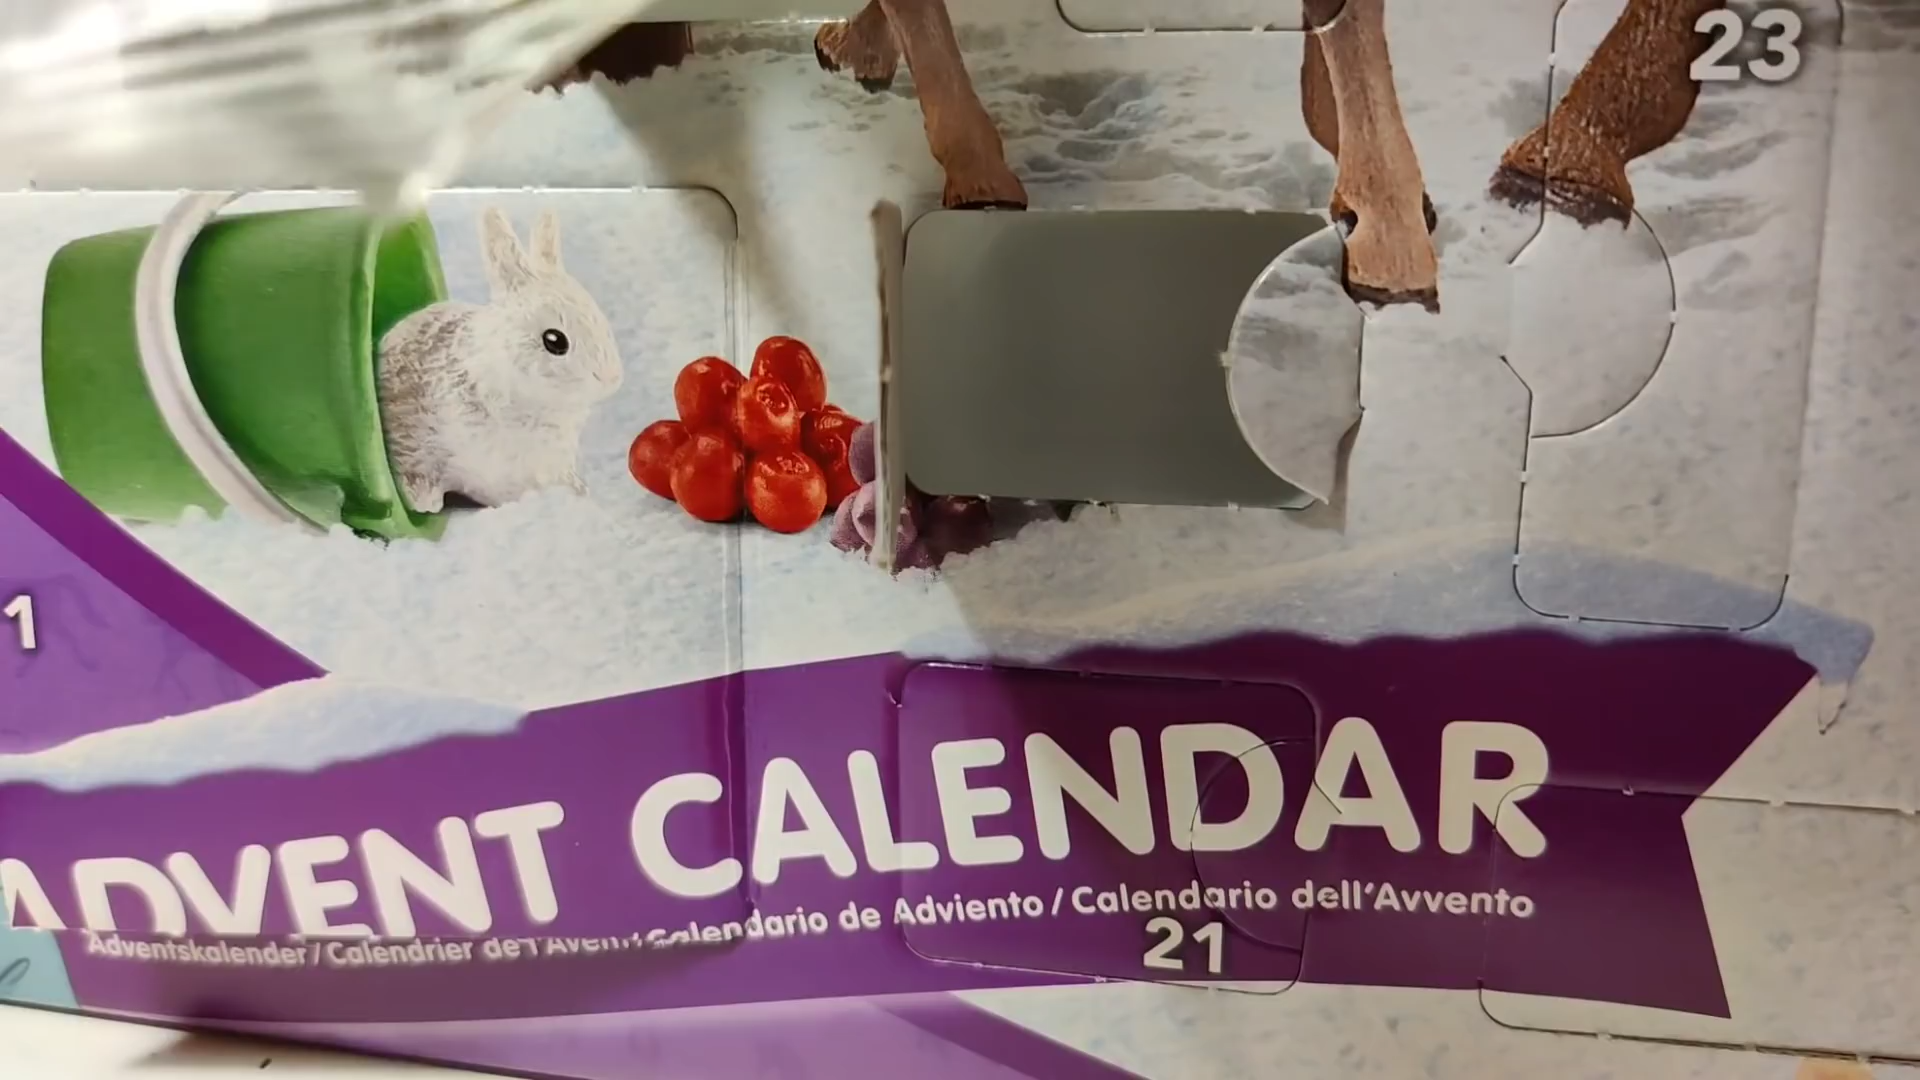 23
1
ADVENT CALENDAR
Adventskalender / Calendrier de l'Avent / Calendario de Adviento / Calendario dell'Avvento
21